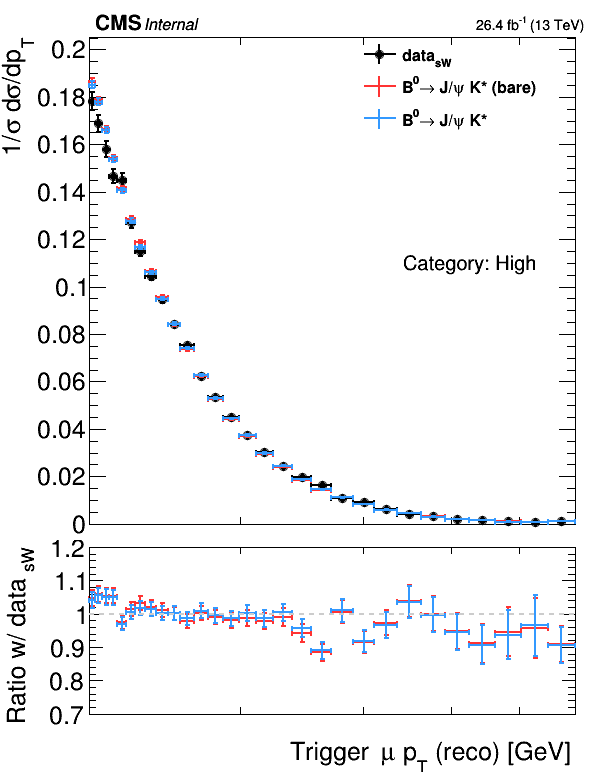 CMS Internal 26.4 fb⁻¹ (13 TeV)
1/σ dσ/dp_T
0.2
0.18
0.16
0.14
0.12
0.1
0.08
0.06
0.04
0.02
0
data_sW
B⁰→ J/ψ K* (bare)
B⁰→ J/ψ K*
Category: High
Ratio w/ data_sW
1.2
1.1
1
0.9
0.8
0.7
Trigger μ p_T (reco) [GeV]